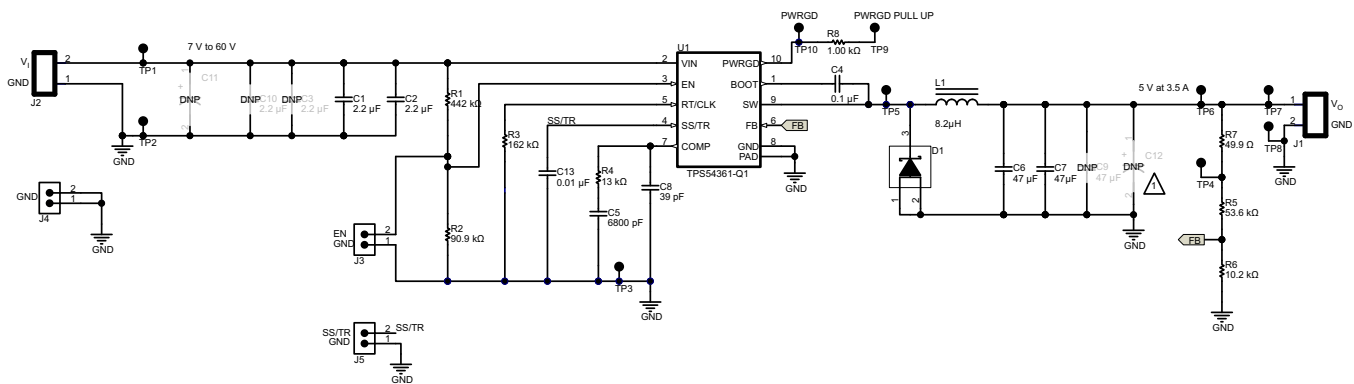 PWRGD
PWRGD PULL UP
R8
1.00 kΩ
TP10
TP9
V_I
GND
J2
2
1
TP1
TP2
GND
7 V to 60 V
1
C11
DNP
2
DNP
C10
2.2 µF
DNP
C3
2.2 µF
C1
2.2 µF
C2
2.2 µF
R1
442 kΩ
R2
90.9 kΩ
R3
162 kΩ
SS/TR
C13
0.01 µF
R4
13 kΩ
C5
6800 pF
C8
39 pF
U1
2 VIN
3 EN
5 RT/CLK
4 SS/TR
7 COMP
PWRGD 10
BOOT 1
SW 9
FB 6
GND 8
PAD
TPS54361-Q1
FB
GND
C4
0.1 µF
TP5
L1
8.2µH
3
D1
1
2
C6
47 µF
C7
47µF
DNP
C9
47 µF
1
C12
DNP
2
1
GND
5 V at 3.5 A
TP6
TP7
TP8
TP4
R7
49.9 Ω
R5
53.6 kΩ
FB
R6
10.2 kΩ
GND
1
2
V_O
GND
J1
GND
GND
2
1
J4
GND
EN
GND
2
1
J3
TP3
GND
SS/TR
GND
2
1
SS/TR
J5
GND